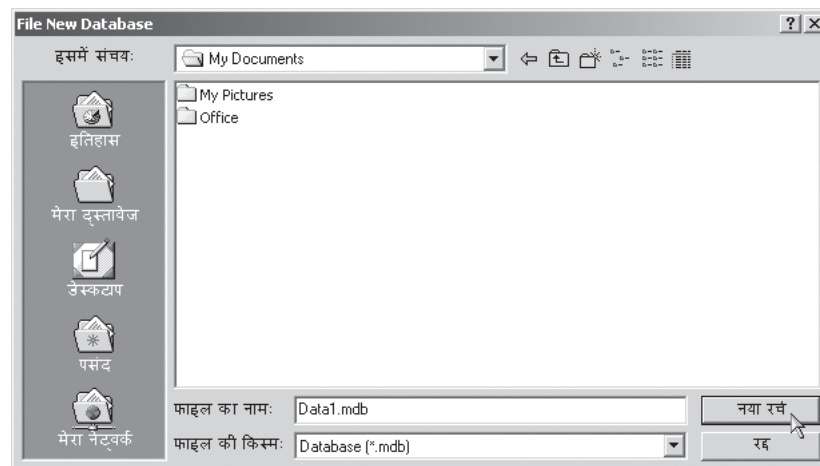 File New Database
इसमें संचयः
My Documents
My Pictures
Office
इतिहास
मेरा दस्तावेज
डेस्कटाप
पसंद
मेरा नेटवर्क
फाइल का नामः
Data1.mdb
नया रचें
फाइल की किस्मः
Database (*.mdb)
रद्द